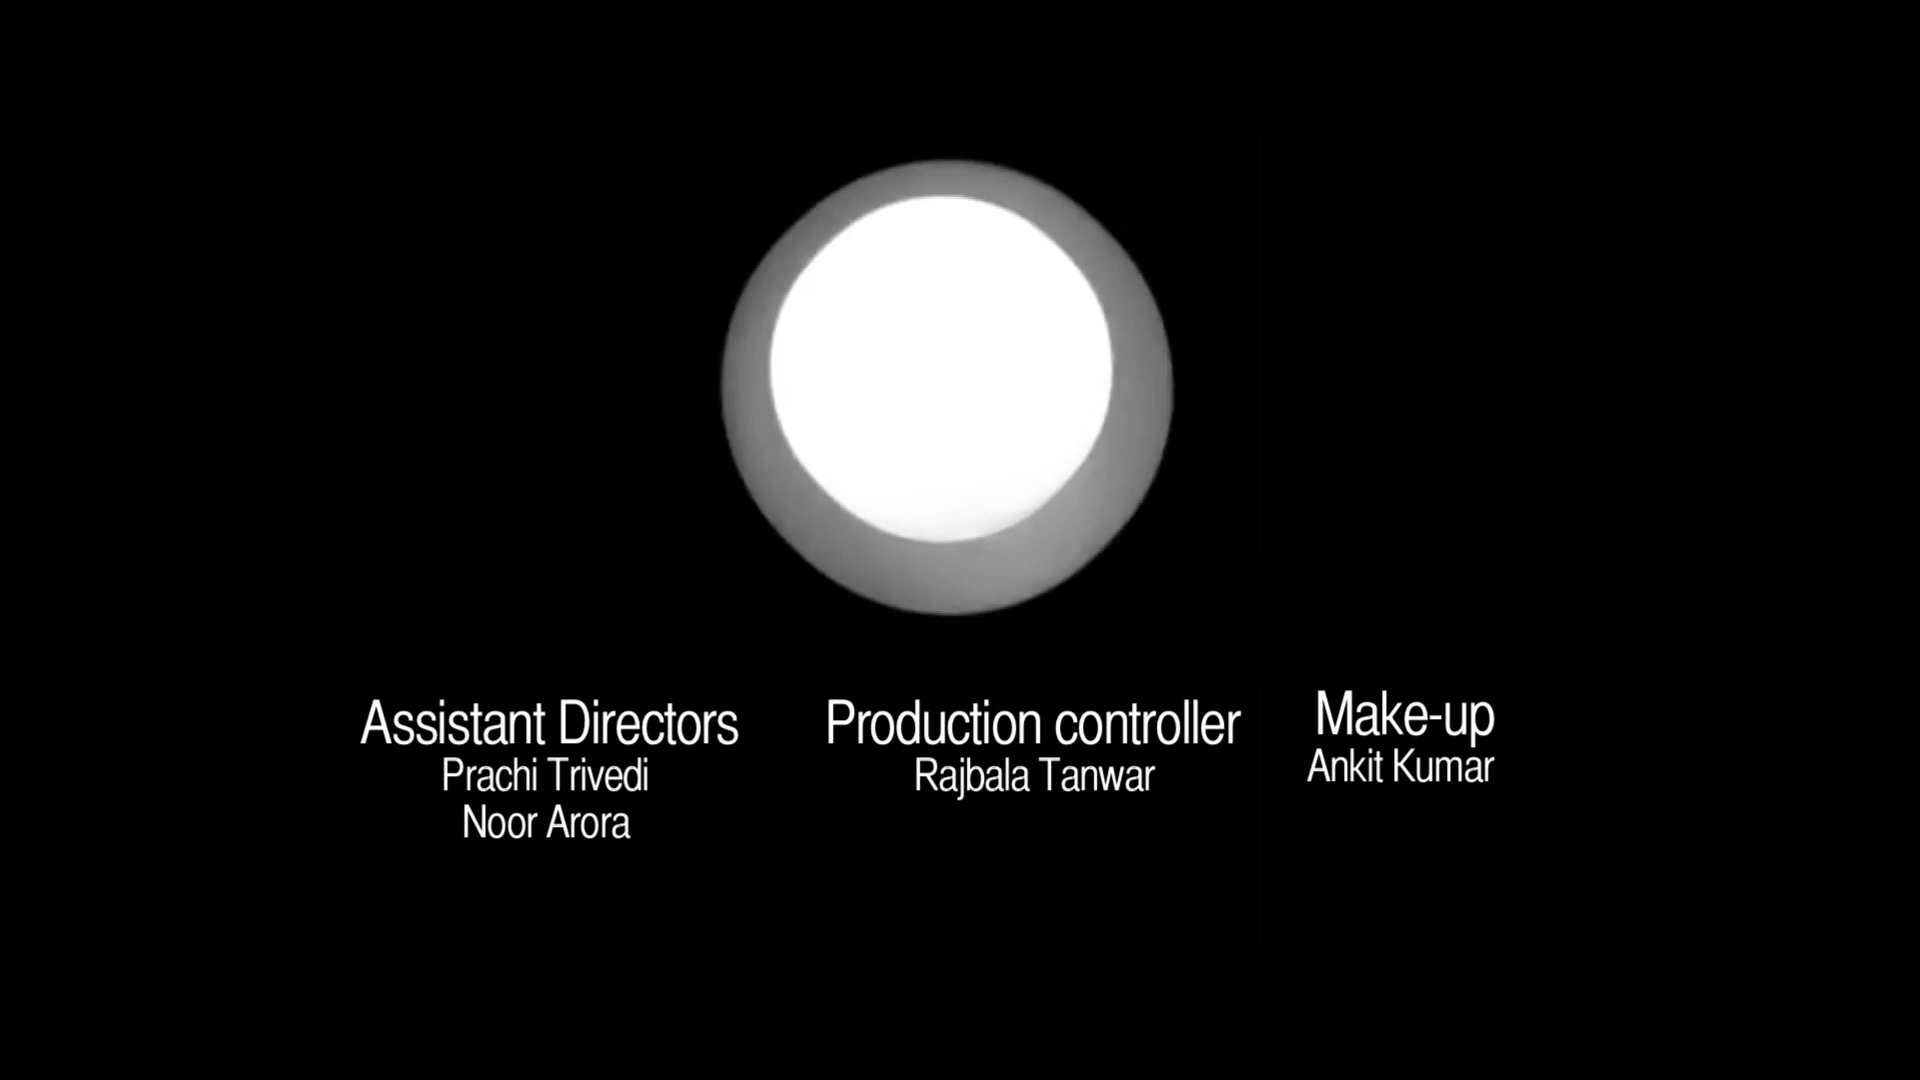 Assistant Directors
Prachi Trivedi
Noor Arora
Production controller
Rajbala Tanwar
Make-up
Ankit Kumar